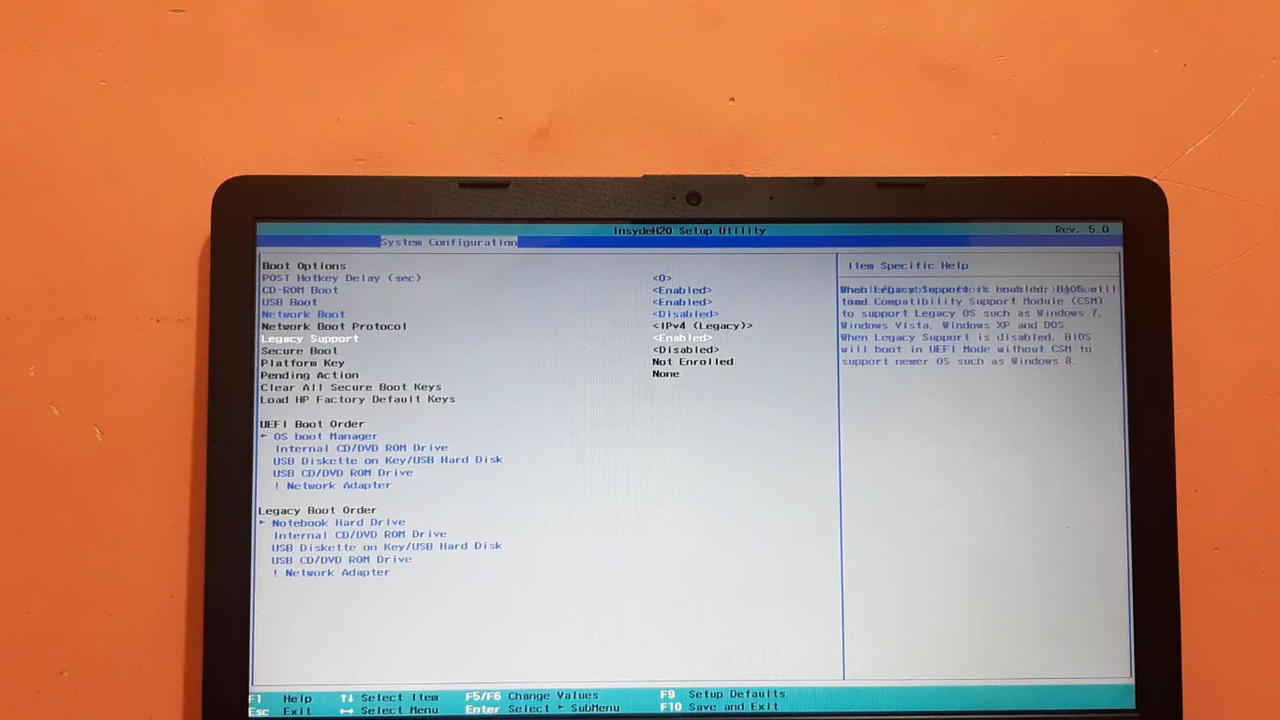 InsydeH20 Setup Utility Rev. 5.0
System Configuration
Boot Options
POST Hotkey Delay (sec) <0>
CD-ROM Boot <Enabled>
USB Boot <Enabled>
Network Boot <Disabled>
Network Boot Protocol <IPv4 (Legacy)>
Legacy Support <Enabled>
Secure Boot <Disabled>
Platform Key Not Enrolled
Pending Action None
Clear All Secure Boot Keys
Load HP Factory Default Keys
UEFI Boot Order
► OS boot Manager
Internal CD/DVD ROM Drive
USB Diskette on Key/USB Hard Disk
USB CD/DVD ROM Drive
! Network Adapter
Legacy Boot Order
► Notebook Hard Drive
Internal CD/DVD ROM Drive
USB Diskette on Key/USB Hard Disk
USB CD/DVD ROM Drive
! Network Adapter
Item Specific Help
When Legacy Support is enabled, BIOS will
load Compatibility Support Module (CSM)
to support Legacy OS such as Windows 7,
Windows Vista, Windows XP and DOS.
When Legacy Support is disabled, BIOS
will boot in UEFI Mode without CSM to
support newer OS such as Windows 8.
F1 Help ↑↓ Select Item F5/F6 Change Values F9 Setup Defaults
Esc Exit ↔ Select Menu Enter Select ► SubMenu F10 Save and Exit